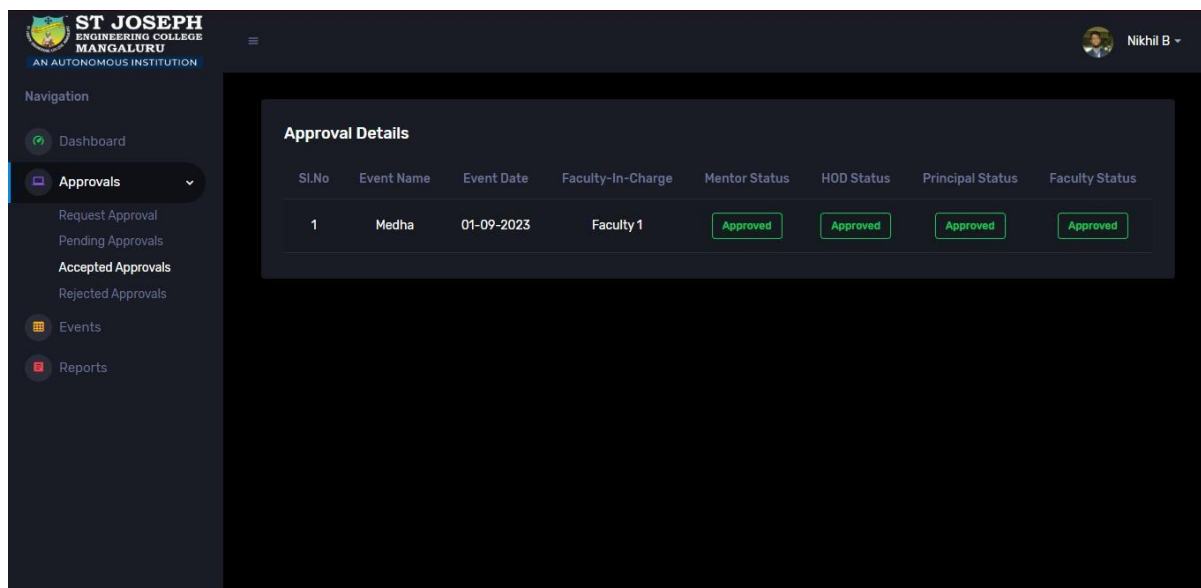 ST JOSEPH
ENGINEERING COLLEGE
MANGALURU
AN AUTONOMOUS INSTITUTION
Nikhil B
Navigation
Dashboard
Approvals
Request Approval
Pending Approvals
Accepted Approvals
Rejected Approvals
Events
Reports
Approval Details
Sl.No Event Name Event Date Faculty-In-Charge Mentor Status HOD Status Principal Status Faculty Status
1 Medha 01-09-2023 Faculty 1 Approved Approved Approved Approved